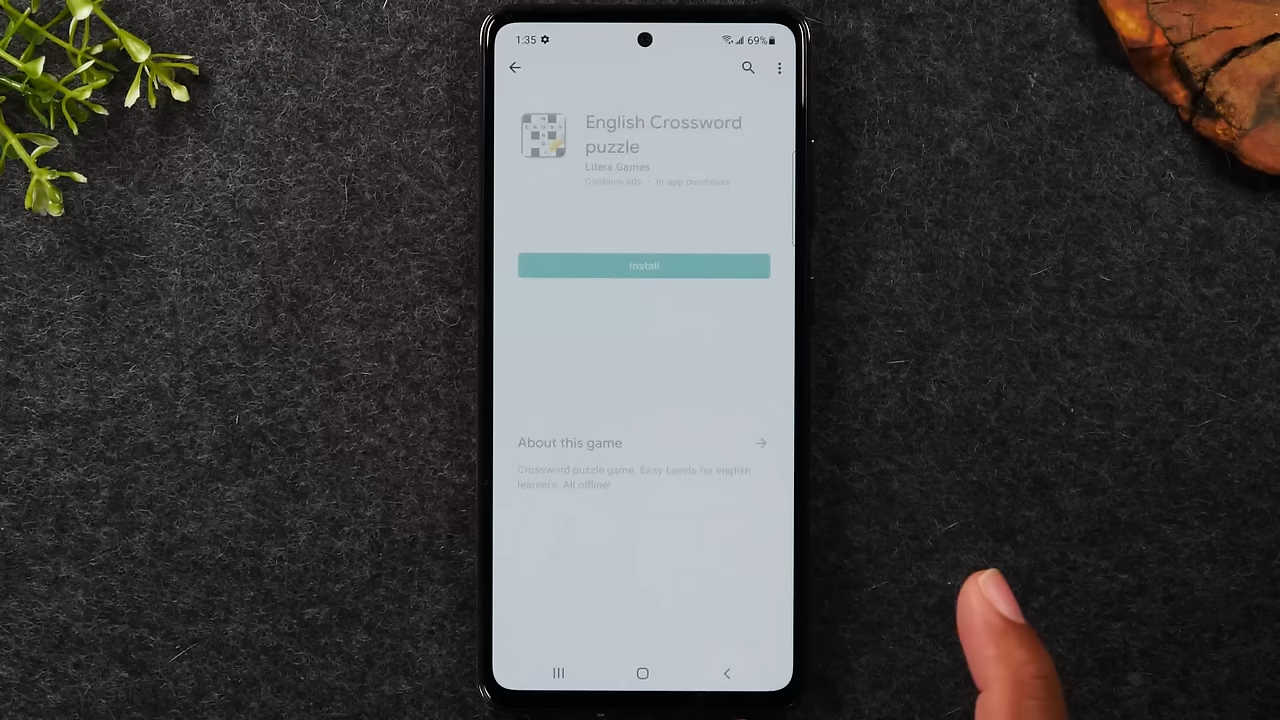 1:35
69%
English Crossword
puzzle
Litera Games
Contains ads • In app purchases
Install
About this game
Crossword puzzle game. Easy Levels for english
learners. All offline!